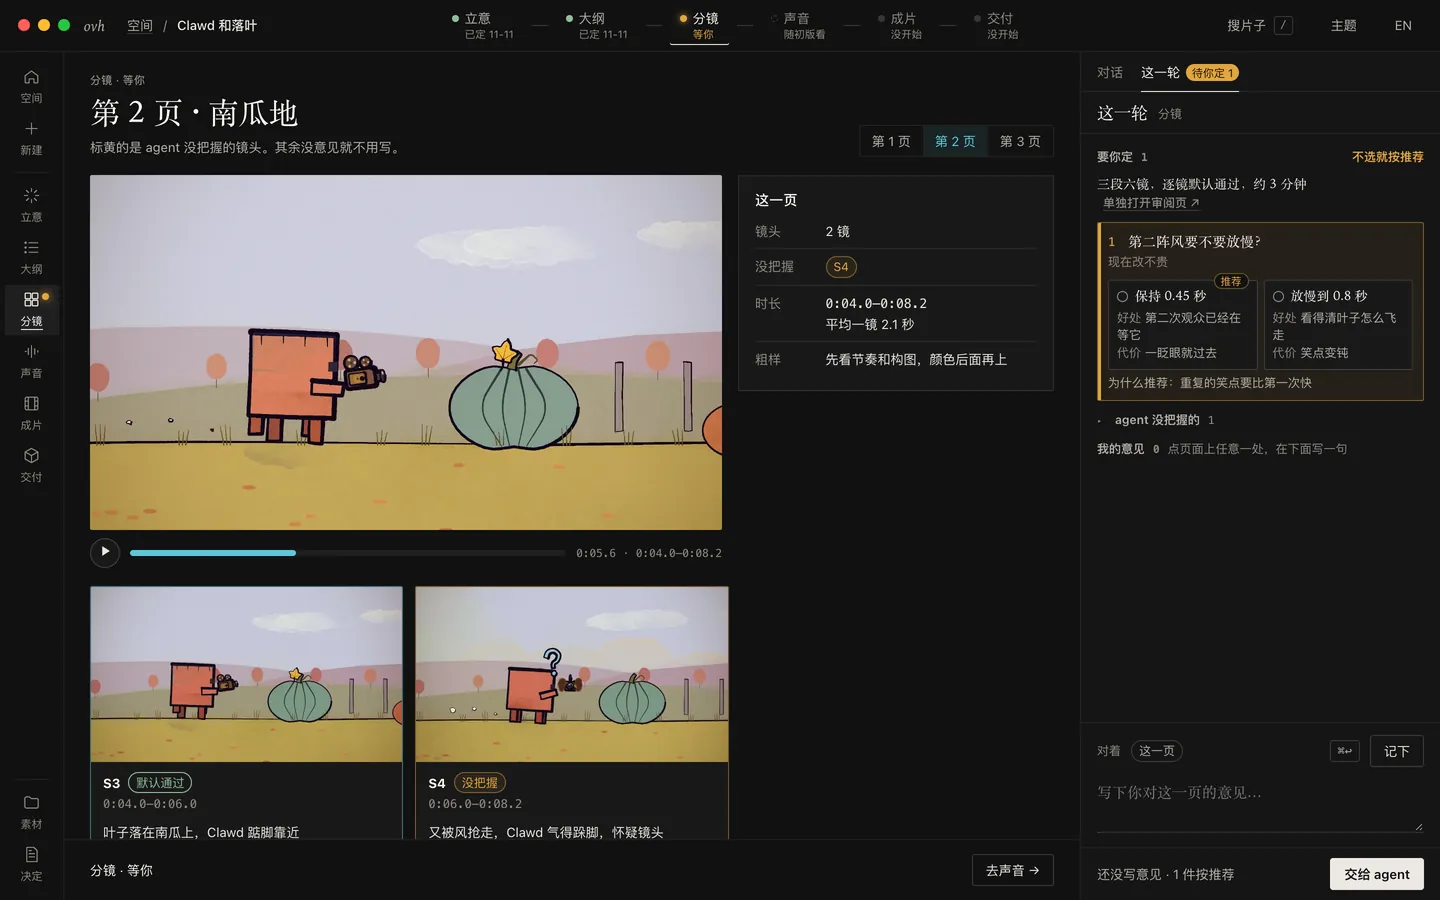 ovh
空间 / Clawd 和落叶
立意
已定 11-11
大纲
已定 11-11
分镜
等你
声音
随初版看
成片
没开始
交付
没开始
搜片子 /
主题
EN
空间
新建
立意
大纲
分镜
声音
成片
交付
素材
决定
分镜 · 等你
第 2 页 · 南瓜地
标黄的是 agent 没把握的镜头。其余没意见就不用写。
第 1 页
第 2 页
第 3 页
这一页
镜头 2 镜
没把握 S4
时长 0:04.0–0:08.2
平均一镜 2.1 秒
粗样 先看节奏和构图，颜色后面再上
0:05.6 · 0:04.0–0:08.2
?
S3 默认通过
0:04.0–0:06.0
叶子落在南瓜上，Clawd 踮脚靠近
S4 没把握
0:06.0–0:08.2
又被风抢走，Clawd 气得跺脚，怀疑镜头
分镜 · 等你
去声音 →
对话
这一轮 待你定 1
这一轮 分镜
要你定 1
不选就按推荐
三段六镜，逐镜默认通过，约 3 分钟
单独打开审阅页 ↗
1 第二阵风要不要放慢?
现在改不贵
推荐
保持 0.45 秒
好处 第二次观众已经在
等它
代价 一眨眼就过去
放慢到 0.8 秒
好处 看得清叶子怎么飞
走
代价 笑点变钝
为什么推荐：重复的笑点要比第一次快
agent 没把握的 1
我的意见 0 点页面上任意一处，在下面写一句
对着 这一页
⌘↩
记下
写下你对这一页的意见…
还没写意见 · 1 件按推荐
交给 agent